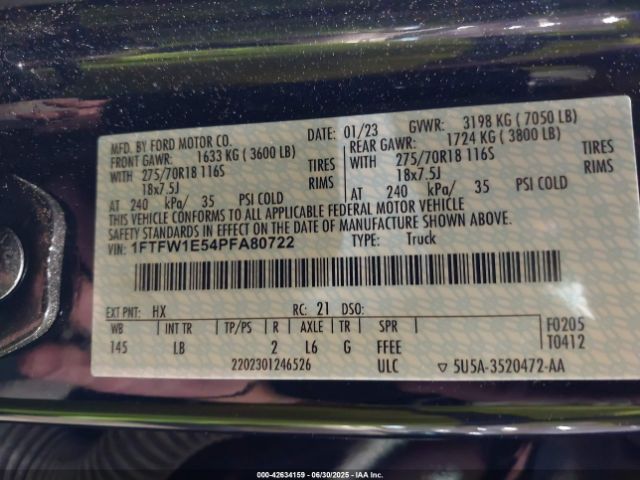 MFD. BY FORD MOTOR CO. DATE: 01/23 GVWR: 3198 KG ( 7050 LB)
FRONT GAWR: 1633 KG ( 3600 LB) REAR GAWR: 1724 KG ( 3800 LB)
WITH 275/70R18 116S TIRES WITH 275/70R18 116S TIRES
18x7.5J RIMS 18x7.5J RIMS
AT 240 kPa/ 35 PSI COLD AT 240 kPa/ 35 PSI COLD
THIS VEHICLE CONFORMS TO ALL APPLICABLE FEDERAL MOTOR VEHICLE
SAFETY STANDARDS IN EFFECT ON THE DATE OF MANUFACTURE SHOWN ABOVE.
VIN: 1FTFW1E54PFA80722 TYPE: Truck
EXT PNT: HX RC: 21 DSO:
WB INT TR TP/PS R AXLE TR SPR F0205
145 LB 2 L6 G FFEE T0412
2202301246526 ULC ▽ 5U5A-3520472-AA
000-42634159 - 06/30/2025 - IAA Inc.